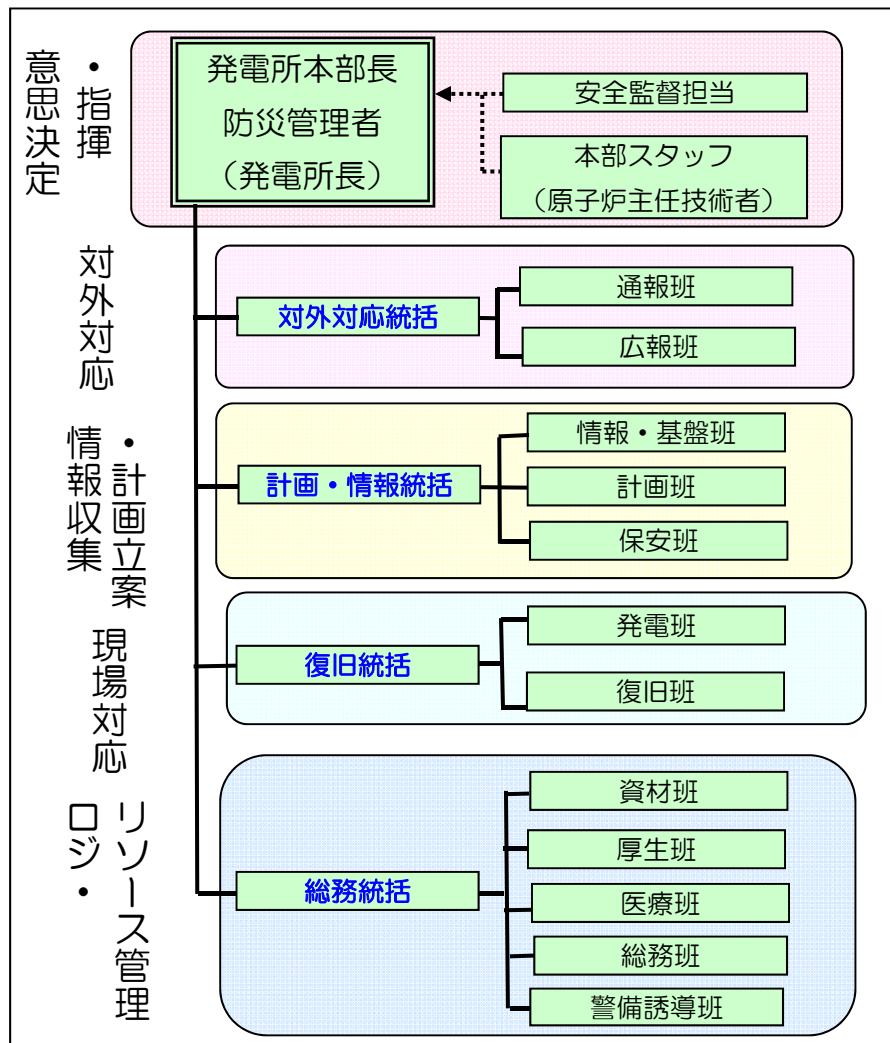 意思決定
・指揮
発電所本部長
防災管理者
（発電所長）
安全監督担当
本部スタッフ
（原子炉主任技術者）
対外対応
対外対応統括
通報班
広報班
情報収集
・計画立案
計画・情報統括
情報・基盤班
計画班
保安班
現場対応
復旧統括
発電班
復旧班
ロジ・
リソース管理
総務統括
資材班
厚生班
医療班
総務班
警備誘導班